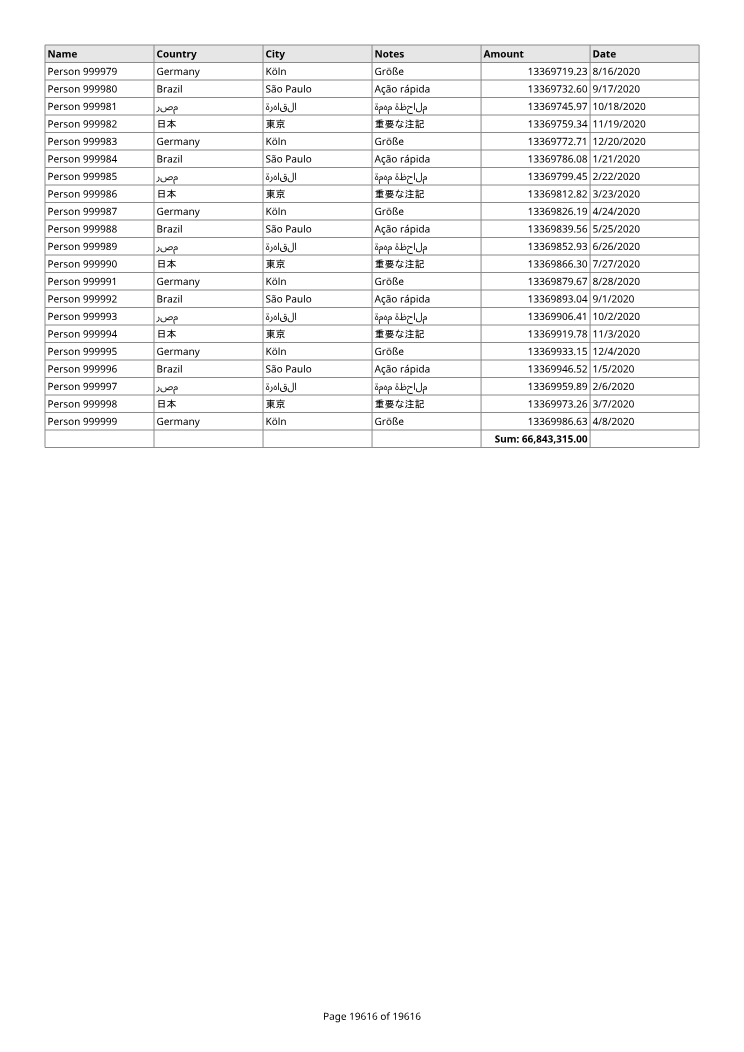 Name Country City Notes Amount Date
Person 999979 Germany Köln Größe 13369719.23 8/16/2020
Person 999980 Brazil São Paulo Ação rápida 13369732.60 9/17/2020
Person 999981 مصر القاهرة ملاحظة مهمة 13369745.97 10/18/2020
Person 999982 日本 東京 重要な注記 13369759.34 11/19/2020
Person 999983 Germany Köln Größe 13369772.71 12/20/2020
Person 999984 Brazil São Paulo Ação rápida 13369786.08 1/21/2020
Person 999985 مصر القاهرة ملاحظة مهمة 13369799.45 2/22/2020
Person 999986 日本 東京 重要な注記 13369812.82 3/23/2020
Person 999987 Germany Köln Größe 13369826.19 4/24/2020
Person 999988 Brazil São Paulo Ação rápida 13369839.56 5/25/2020
Person 999989 مصر القاهرة ملاحظة مهمة 13369852.93 6/26/2020
Person 999990 日本 東京 重要な注記 13369866.30 7/27/2020
Person 999991 Germany Köln Größe 13369879.67 8/28/2020
Person 999992 Brazil São Paulo Ação rápida 13369893.04 9/1/2020
Person 999993 مصر القاهرة ملاحظة مهمة 13369906.41 10/2/2020
Person 999994 日本 東京 重要な注記 13369919.78 11/3/2020
Person 999995 Germany Köln Größe 13369933.15 12/4/2020
Person 999996 Brazil São Paulo Ação rápida 13369946.52 1/5/2020
Person 999997 مصر القاهرة ملاحظة مهمة 13369959.89 2/6/2020
Person 999998 日本 東京 重要な注記 13369973.26 3/7/2020
Person 999999 Germany Köln Größe 13369986.63 4/8/2020
Sum: 66,843,315.00
Page 19616 of 19616